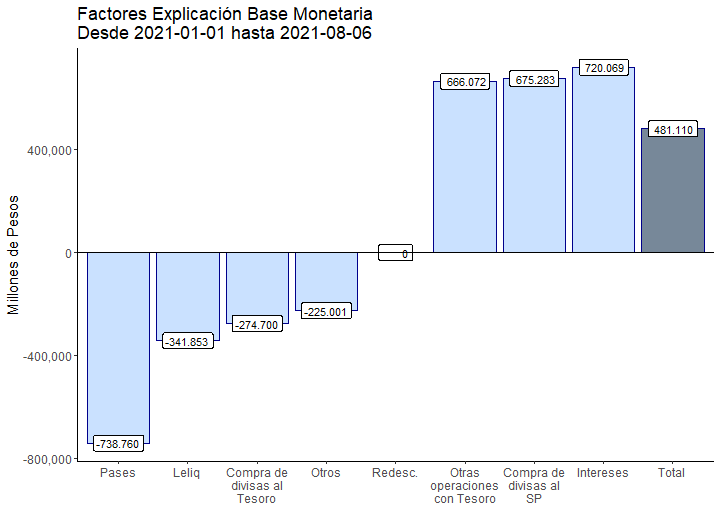 Factores Explicación Base Monetaria
Desde 2021-01-01 hasta 2021-08-06
Millones de Pesos
400,000
0
-400,000
-800,000
-738.760
-341.853
-274.700
-225.001
0
666.072
675.283
720.069
481.110
Pases
Leliq
Compra de
divisas al
Tesoro
Otros
Redesc.
Otras
operaciones
con Tesoro
Compra de
divisas al
SP
Intereses
Total